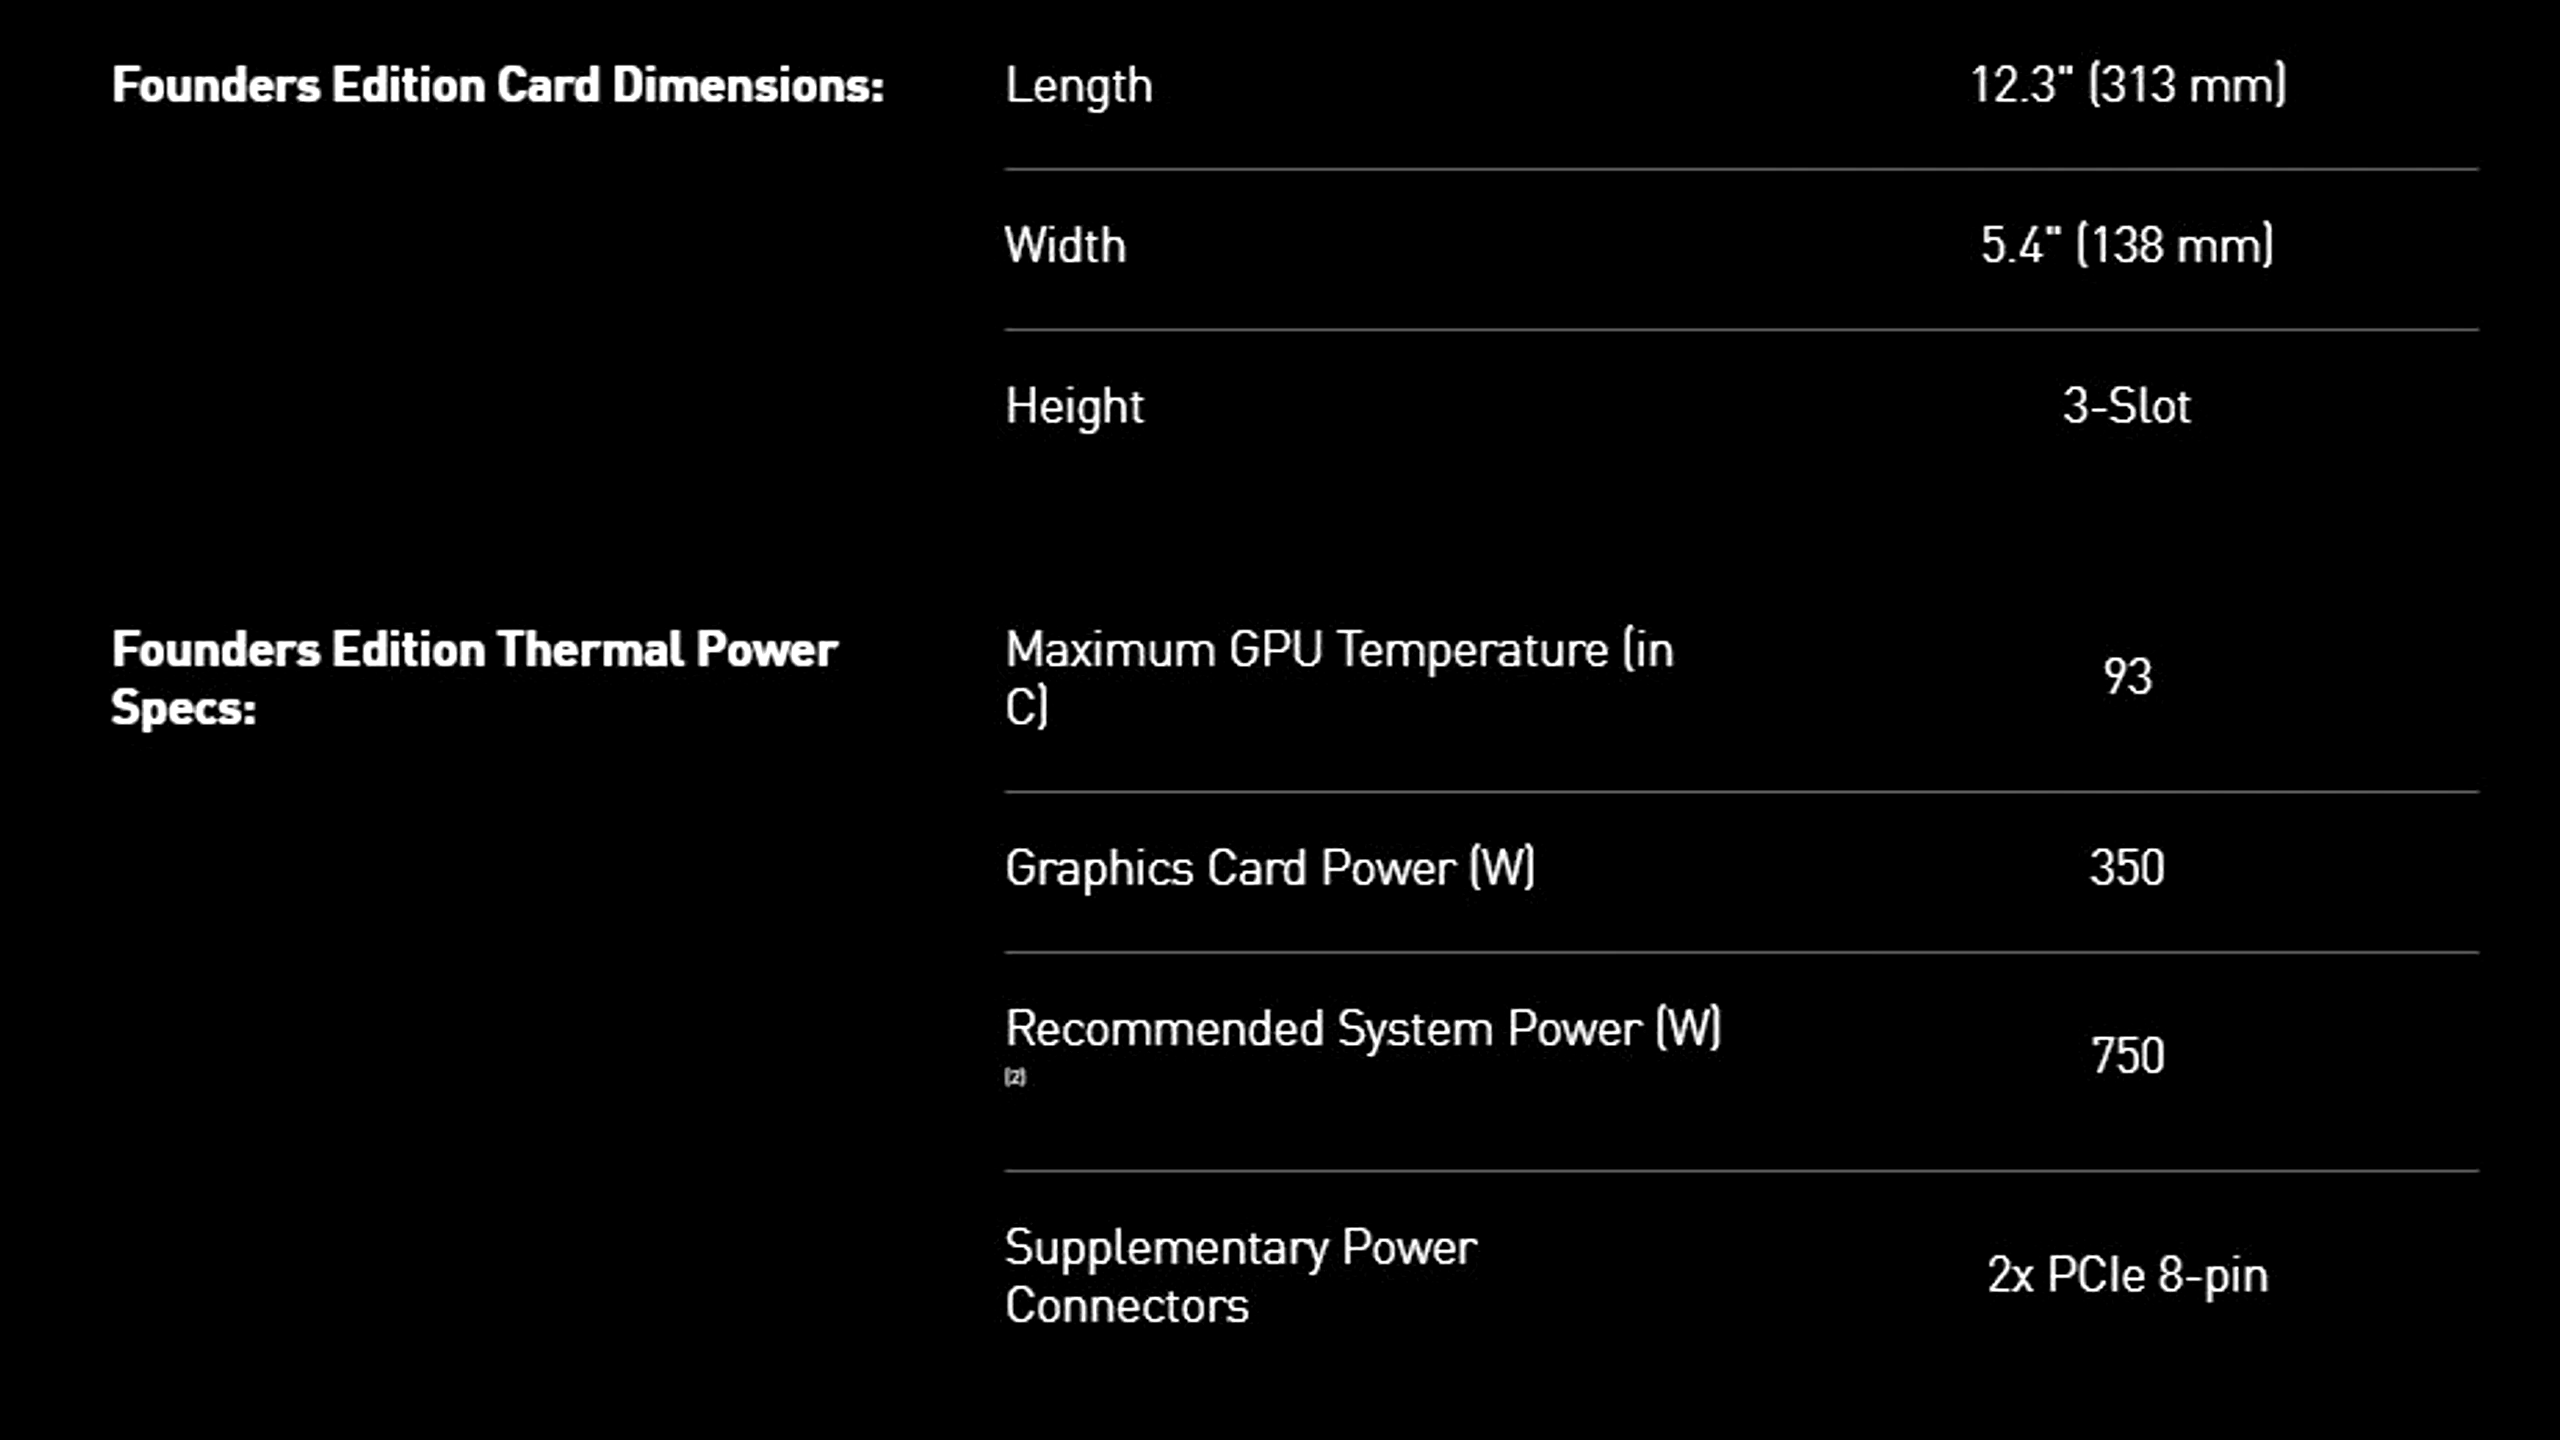 Founders Edition Card Dimensions:
Length
12.3" (313 mm)
Width
5.4" (138 mm)
Height
3-Slot
Founders Edition Thermal Power
Specs:
Maximum GPU Temperature (in
C)
93
Graphics Card Power (W)
350
Recommended System Power (W)
(2)
750
Supplementary Power
Connectors
2x PCIe 8-pin